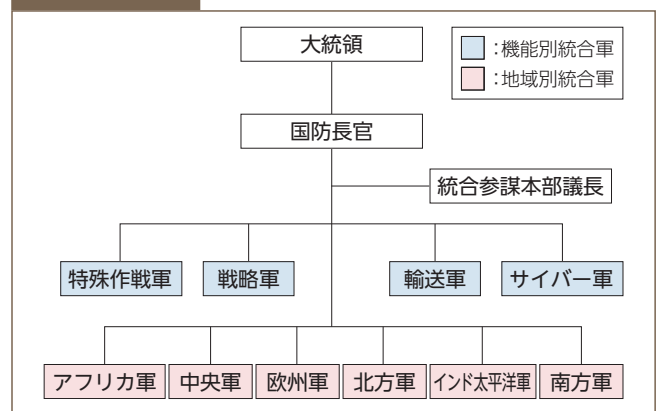 大統領
:機能別統合軍
:地域別統合軍
国防長官
統合参謀本部議長
特殊作戦軍
戦略軍
輸送軍
サイバー軍
アフリカ軍
中央軍
欧州軍
北方軍
インド太平洋軍
南方軍